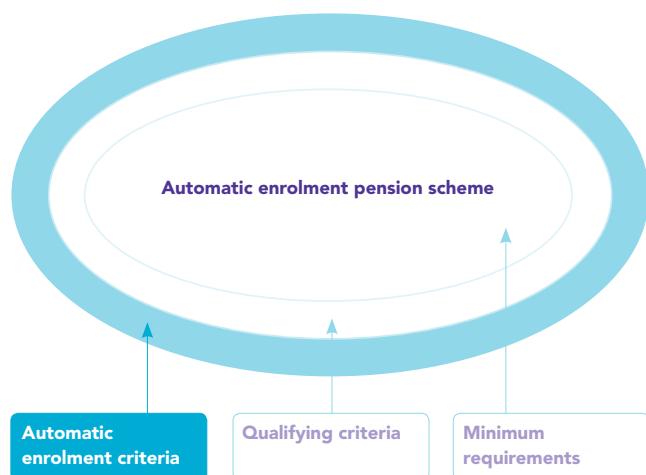 Automatic enrolment pension scheme
Automatic
enrolment criteria
Qualifying criteria
Minimum
requirements